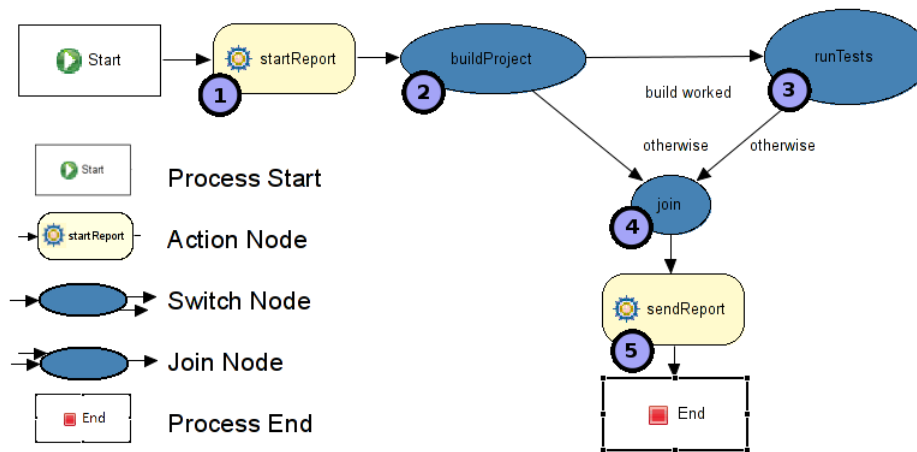 Start
startReport
buildProject
runTests
1
2
3
build worked
otherwise
otherwise
Start
Process Start
join
4
startReport
Action Node
Switch Node
sendReport
5
Join Node
End
Process End
End